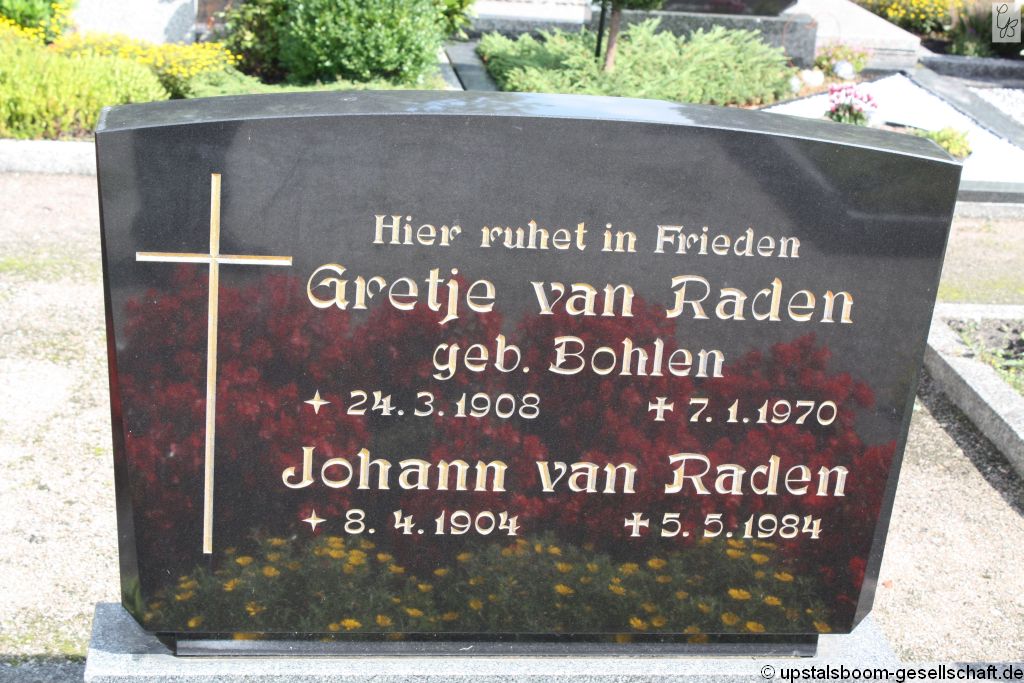 Hier ruhet in Frieden
Gretje van Raden
geb. Bohlen
✦ 24.3.1908 ✝ 7.1.1970
Johann van Raden
✦ 8.4.1904 ✝ 5.5.1984
© upstalsboom-gesellschaft.de